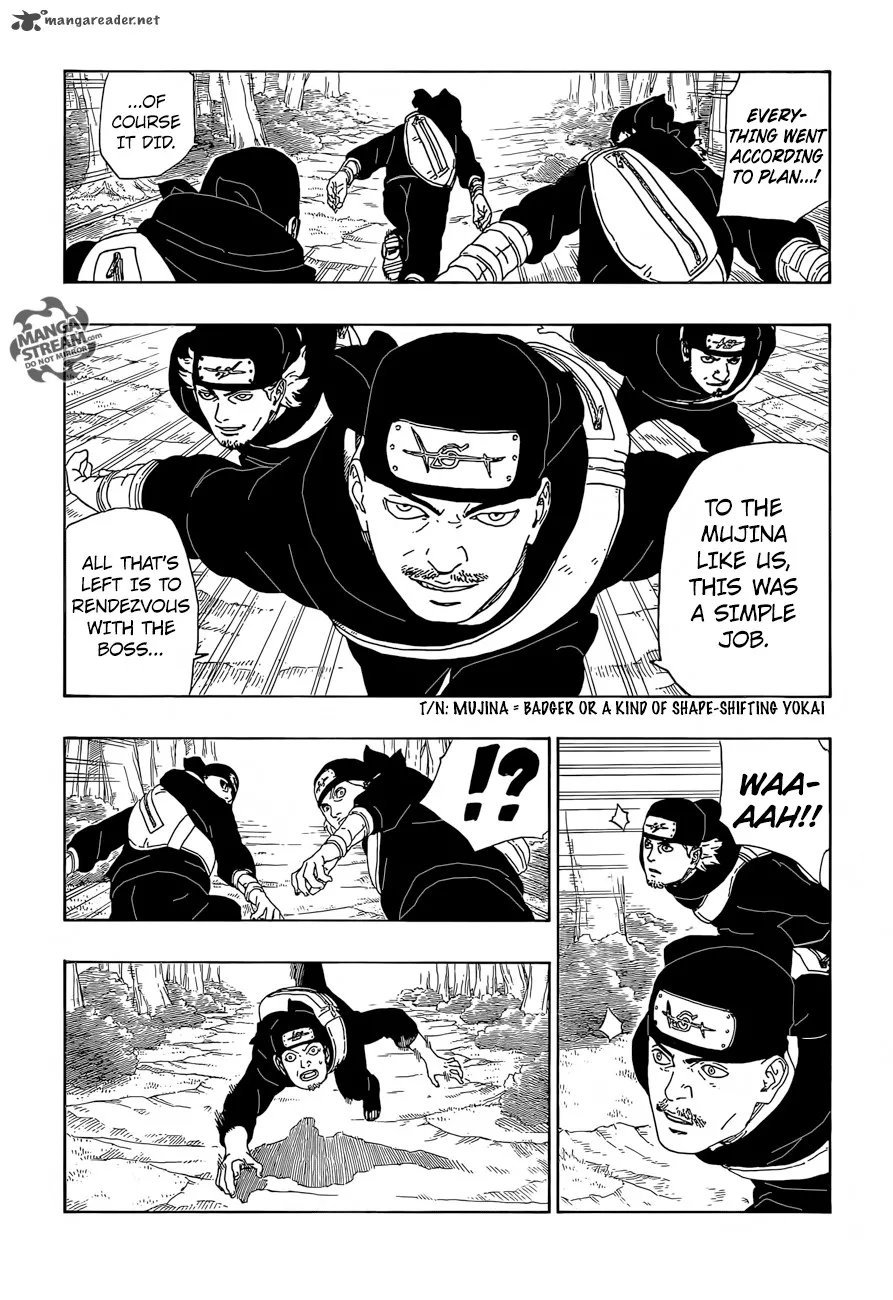 mangareader.net
EVERY-
THING WENT
ACCORDING
TO PLAN...!
...OF
COURSE
IT DID.
MANGA
STREAM.com
DO NOT MIRROR
TO THE
MUJINA
LIKE US,
THIS WAS
A SIMPLE
JOB.
ALL THAT'S
LEFT IS TO
RENDEZVOUS
WITH THE
BOSS...
T/N: MUJINA = BADGER OR A KIND OF SHAPE-SHIFTING YOKAI
WAA-
AAH!!
!?